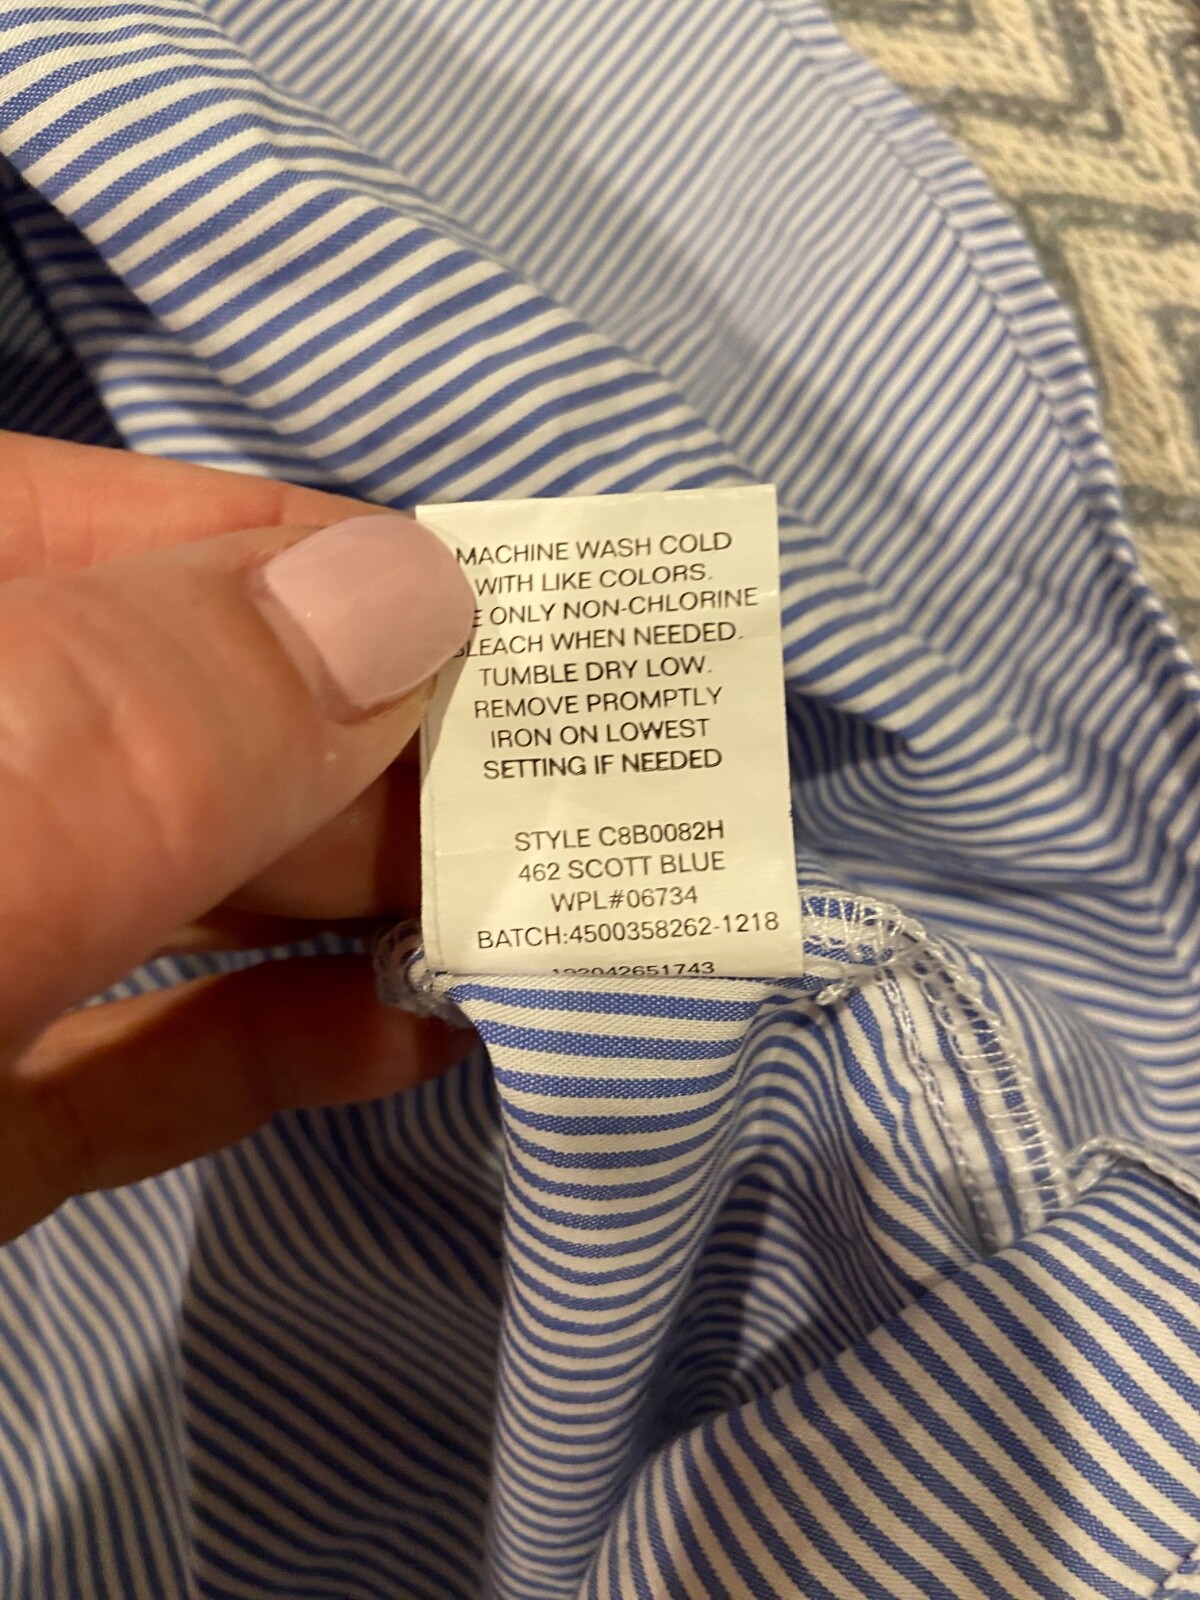 MACHINE WASH COLD
WITH LIKE COLORS.
ONLY NON-CHLORINE
BLEACH WHEN NEEDED.
TUMBLE DRY LOW.
REMOVE PROMPTLY
IRON ON LOWEST
SETTING IF NEEDED
STYLE C8B0082H
462 SCOTT BLUE
WPL#06734
BATCH:4500358262-1218
192042651743